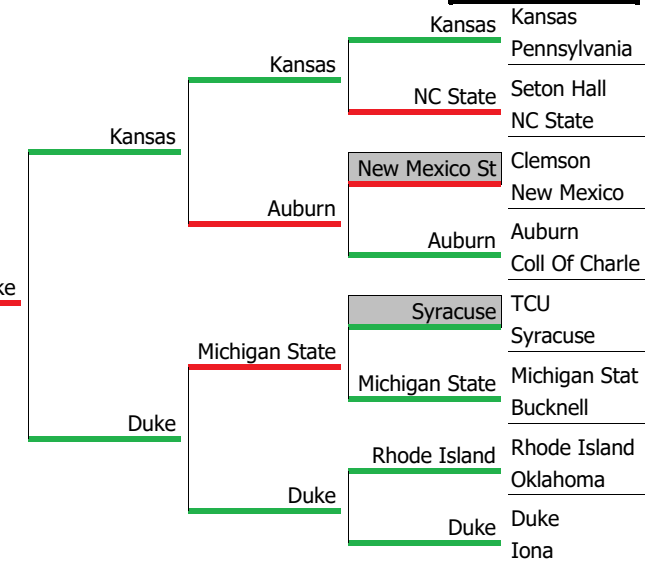 Kansas
Pennsylvania
Seton Hall
NC State
Clemson
New Mexico
Auburn
Coll Of Charle
TCU
Syracuse
Michigan Stat
Bucknell
Rhode Island
Oklahoma
Duke
Iona
Kansas
NC State
New Mexico St
Auburn
Syracuse
Michigan State
Rhode Island
Duke
Kansas
Auburn
Michigan State
Duke
Kansas
Duke
ke